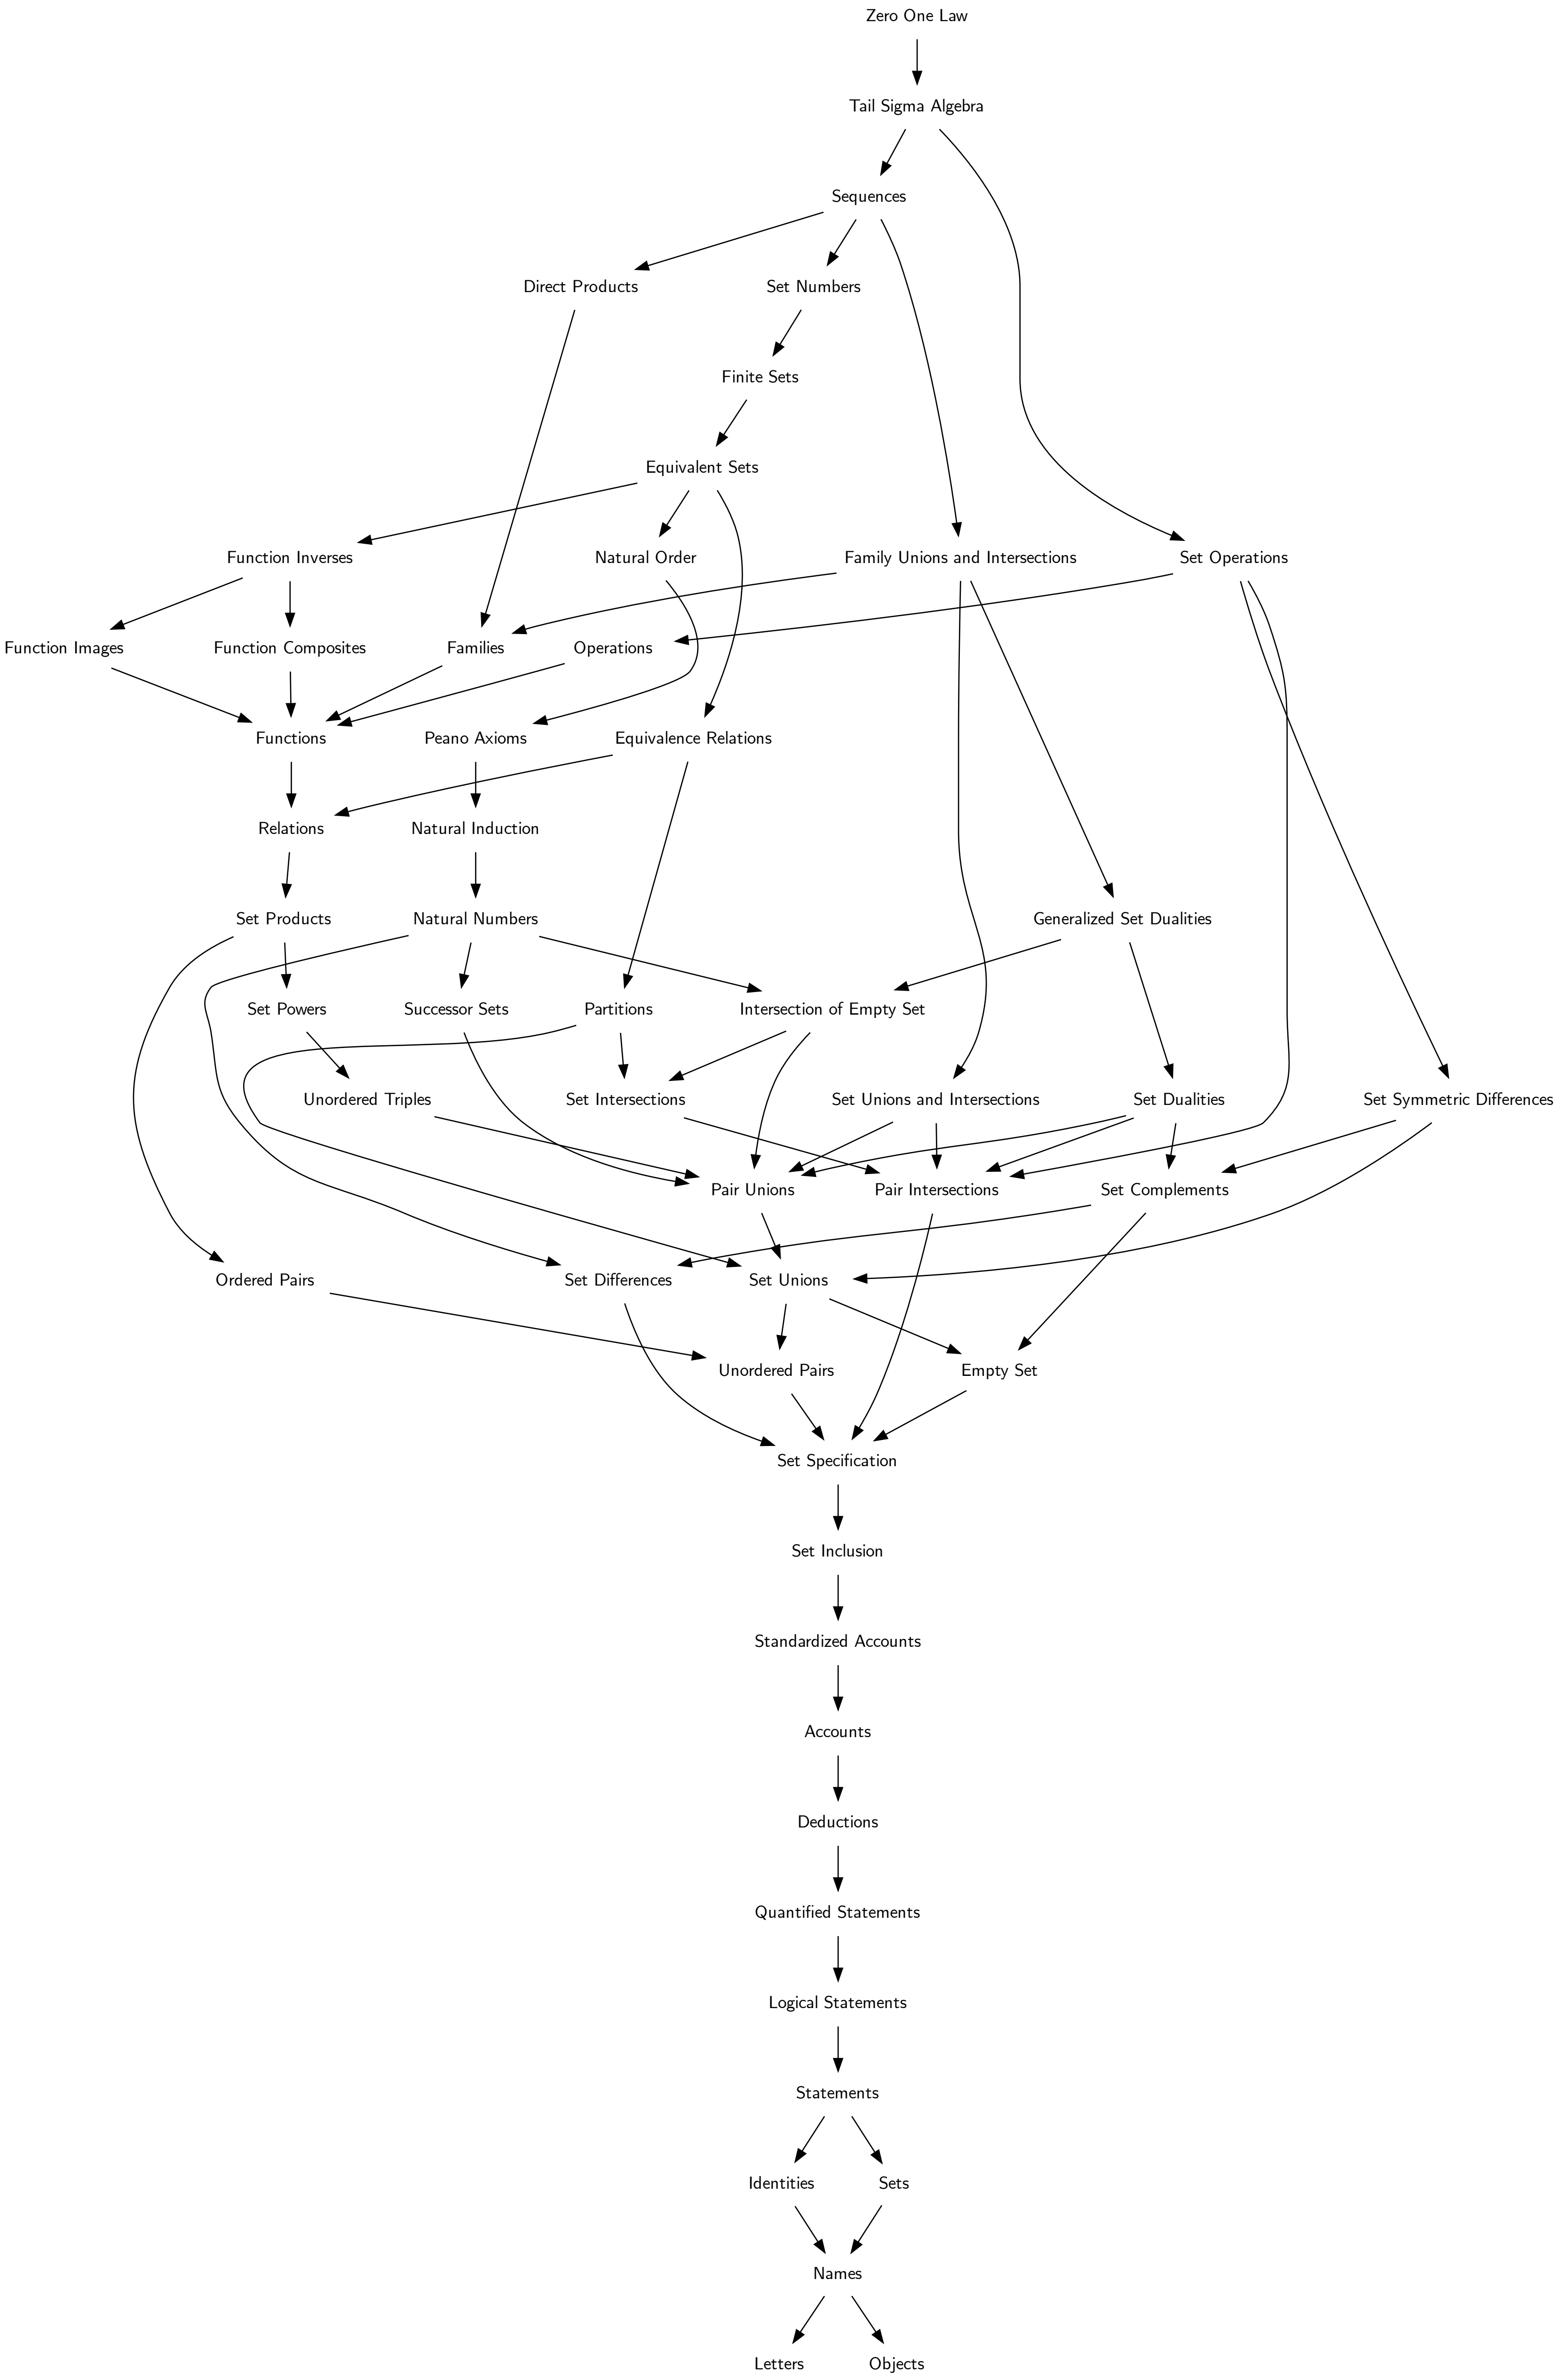 Zero One Law
Tail Sigma Algebra
Sequences
Direct Products
Set Numbers
Finite Sets
Equivalent Sets
Function Inverses
Natural Order
Family Unions and Intersections
Set Operations
Function Images
Function Composites
Families
Operations
Functions
Peano Axioms
Equivalence Relations
Relations
Natural Induction
Set Products
Natural Numbers
Generalized Set Dualities
Set Powers
Successor Sets
Partitions
Intersection of Empty Set
Unordered Triples
Set Intersections
Set Unions and Intersections
Set Dualities
Set Symmetric Differences
Pair Unions
Pair Intersections
Set Complements
Ordered Pairs
Set Differences
Set Unions
Unordered Pairs
Empty Set
Set Specification
Set Inclusion
Standardized Accounts
Accounts
Deductions
Quantified Statements
Logical Statements
Statements
Identities
Sets
Names
Letters
Objects